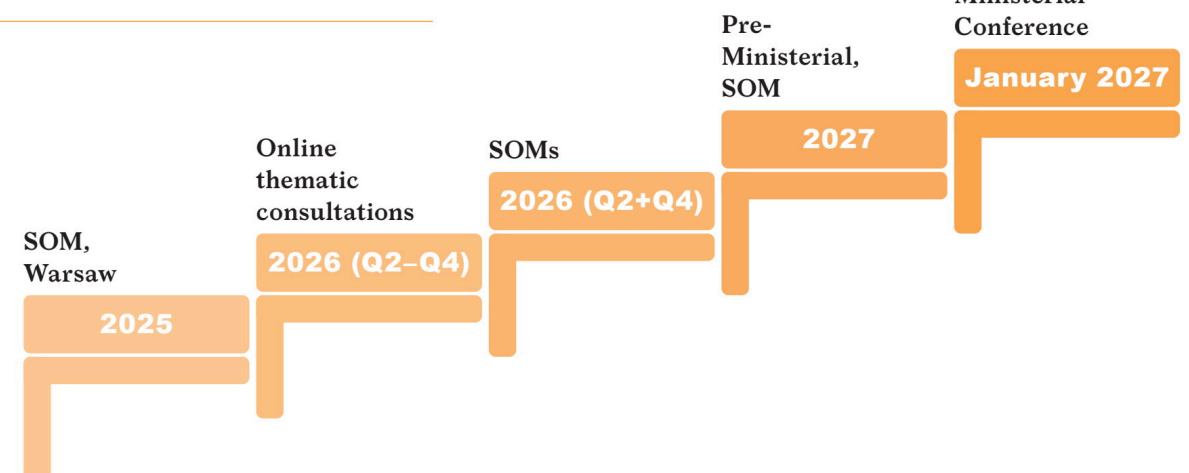 SOM,
Warsaw
2025
Online
thematic
consultations
2026 (Q2–Q4)
SOMs
2026 (Q2+Q4)
Pre-
Ministerial,
SOM
2027
Ministerial
Conference
January 2027